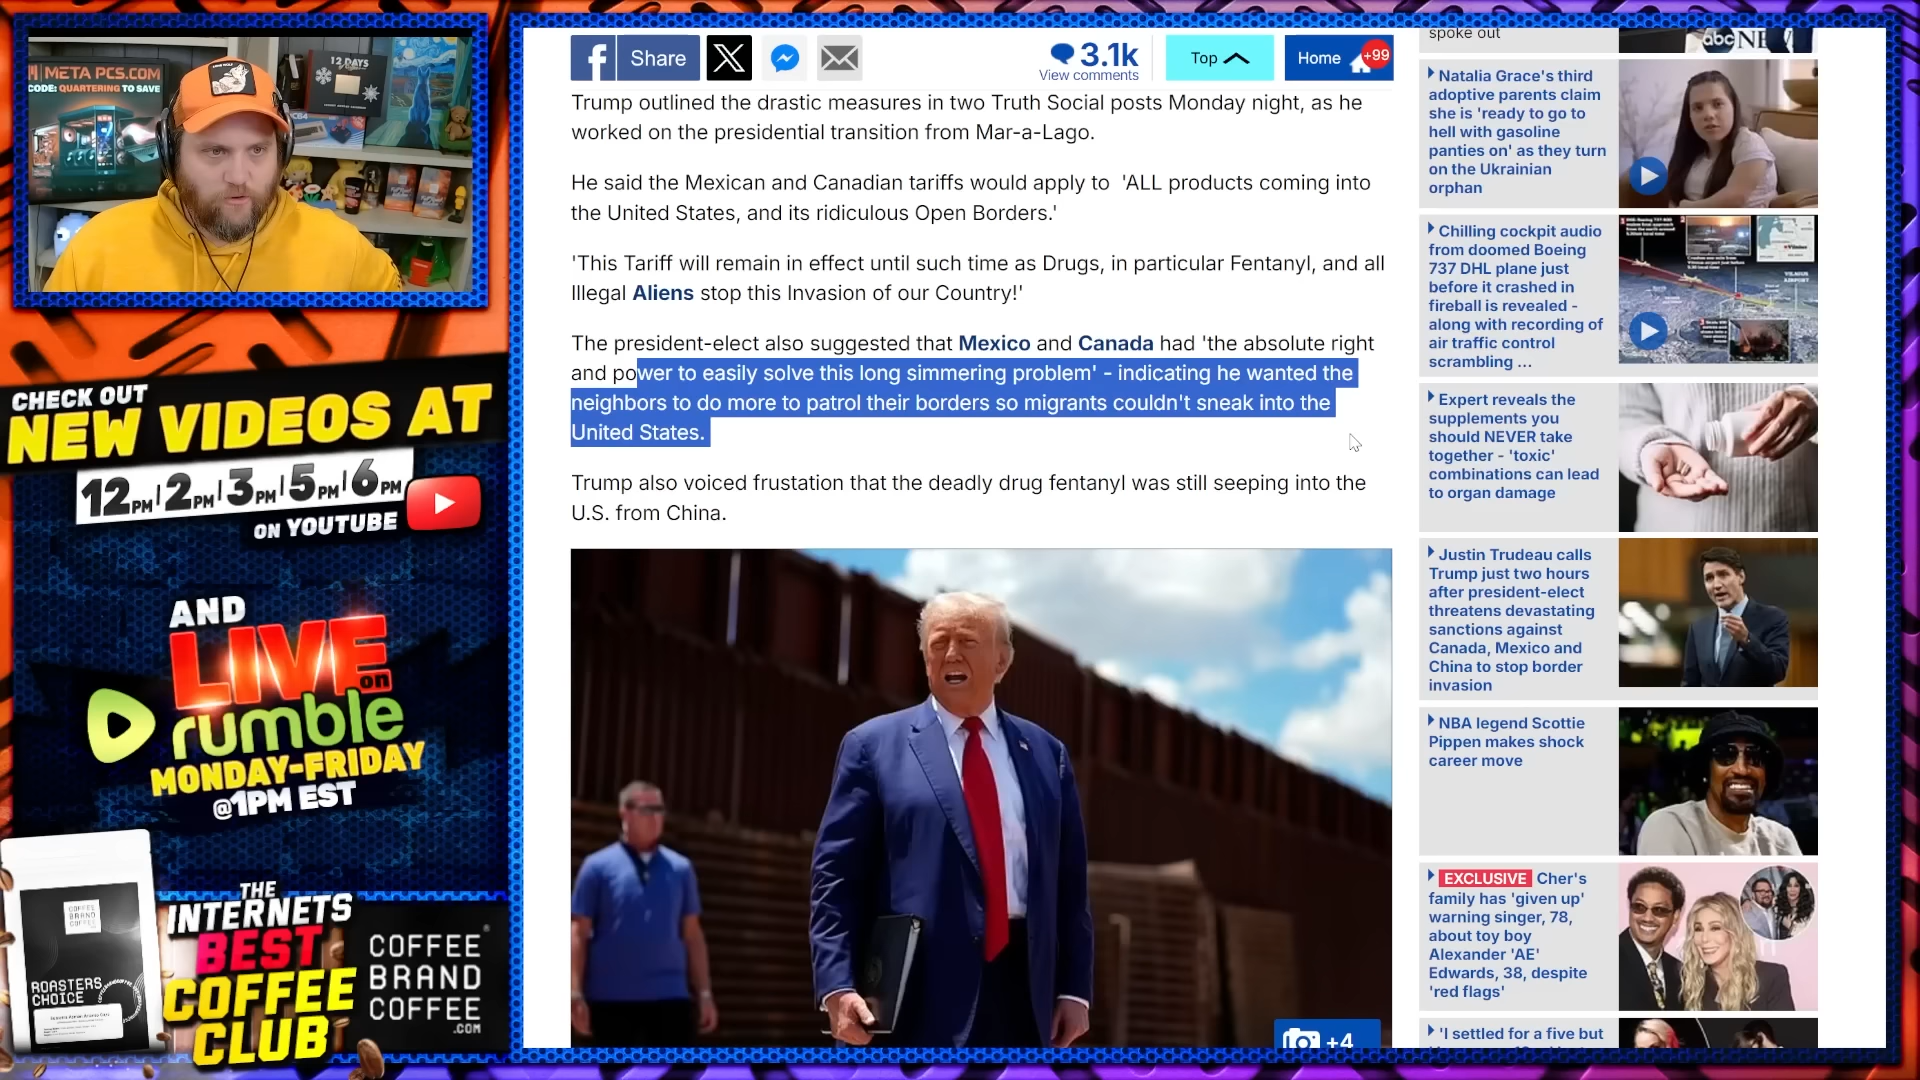 META PCS.COM
CODE: QUARTERING TO SAVE
12 DAYS
CHECK OUT
NEW VIDEOS AT
12PM|2PM|3PM|5PM|6PM
ON YOUTUBE
AND
LIVE
on
rumble
MONDAY-FRIDAY
@1PM EST
COFFEE
BRAND
COFFEE
ROASTERS
CHOICE
THE
INTERNETS
BEST
COFFEE
CLUB
COFFEE
BRAND
COFFEE
.COM
Share
3.1k
View comments
Top
Home
+99
Trump outlined the drastic measures in two Truth Social posts Monday night, as he
worked on the presidential transition from Mar-a-Lago.
He said the Mexican and Canadian tariffs would apply to 'ALL products coming into
the United States, and its ridiculous Open Borders.'
'This Tariff will remain in effect until such time as Drugs, in particular Fentanyl, and all
Illegal Aliens stop this Invasion of our Country!'
The president-elect also suggested that Mexico and Canada had 'the absolute right
and power to easily solve this long simmering problem' - indicating he wanted the
neighbors to do more to patrol their borders so migrants couldn't sneak into the
United States.
Trump also voiced frustation that the deadly drug fentanyl was still seeping into the
U.S. from China.
+4
spoke out
abc NEWS
Natalia Grace's third
adoptive parents claim
she is 'ready to go to
hell with gasoline
panties on' as they turn
on the Ukrainian
orphan
Chilling cockpit audio
from doomed Boeing
737 DHL plane just
before it crashed in
fireball is revealed -
along with recording of
air traffic control
scrambling ...
Expert reveals the
supplements you
should NEVER take
together - 'toxic'
combinations can lead
to organ damage
Justin Trudeau calls
Trump just two hours
after president-elect
threatens devastating
sanctions against
Canada, Mexico and
China to stop border
invasion
NBA legend Scottie
Pippen makes shock
career move
EXCLUSIVE Cher's
family has 'given up'
warning singer, 78,
about toy boy
Alexander 'AE'
Edwards, 38, despite
'red flags'
'I settled for a five but